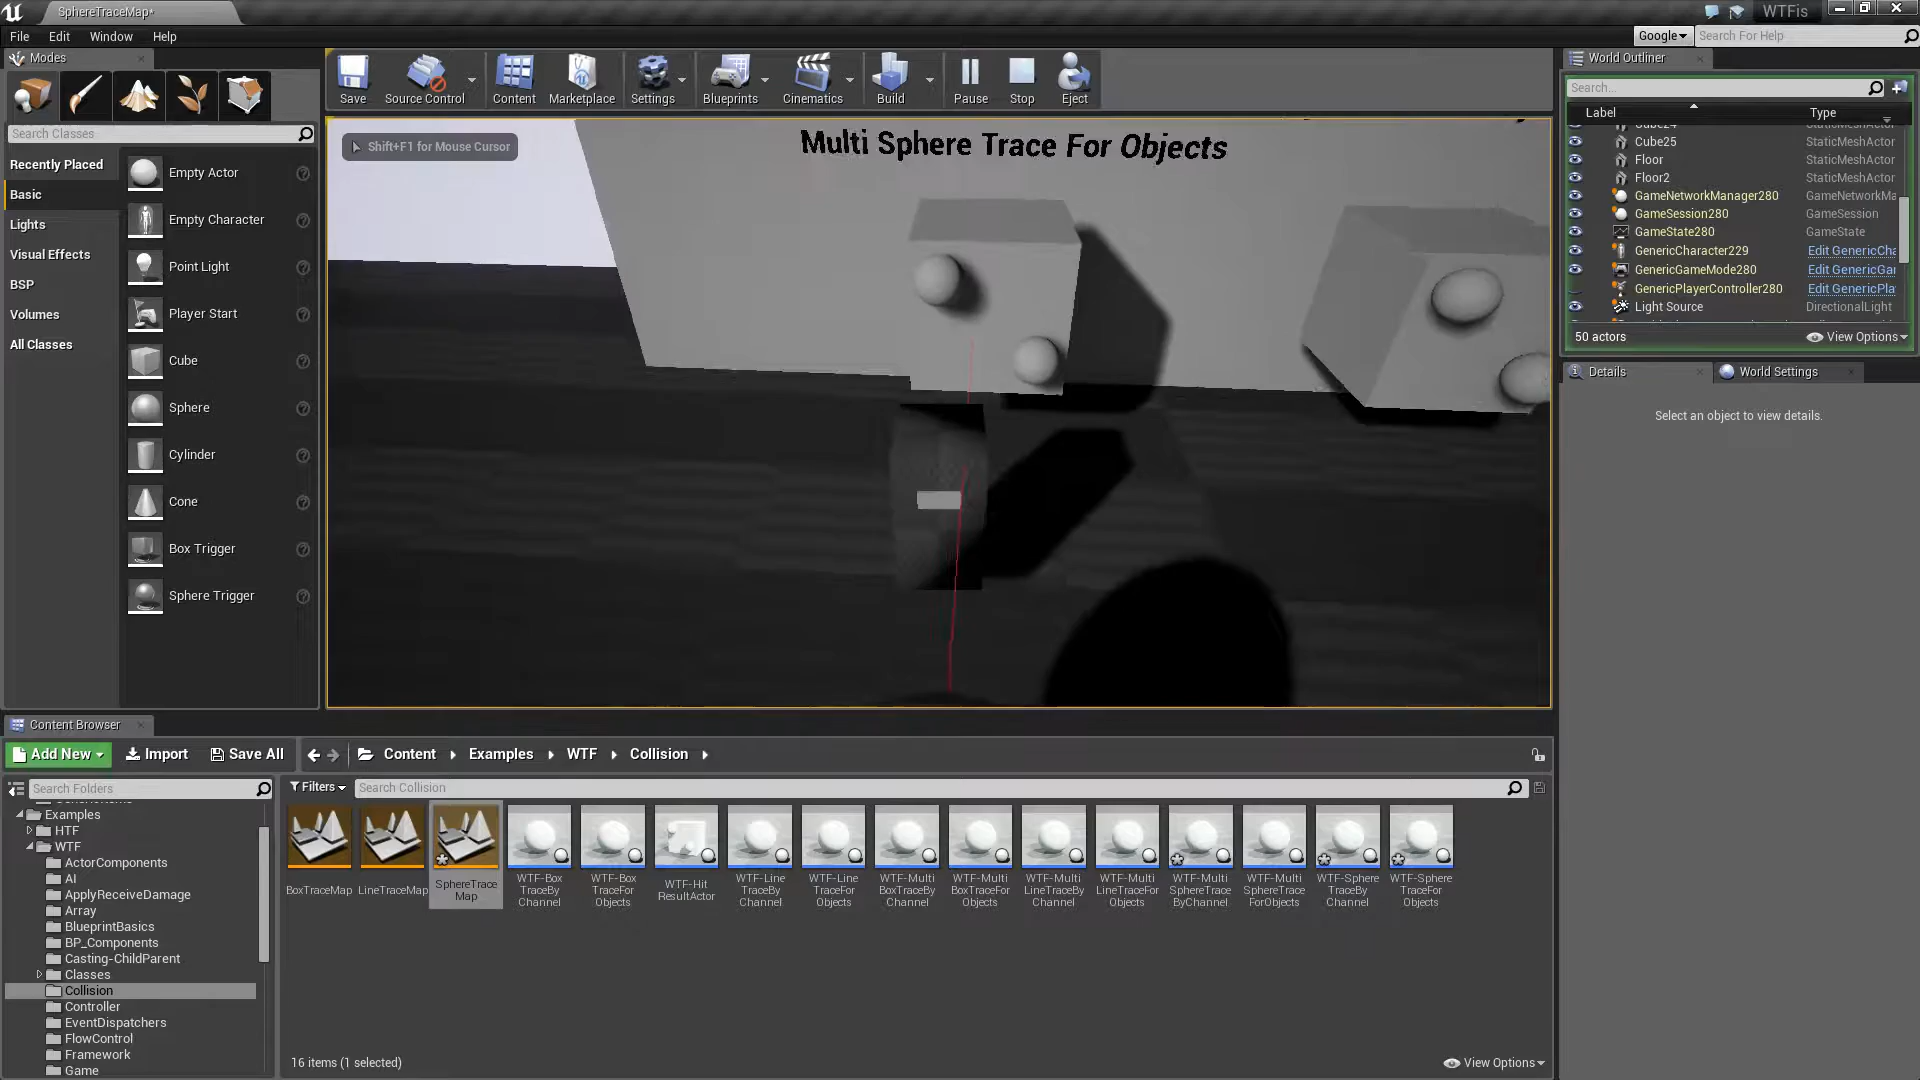 SphereTraceMap*
WTFis
File Edit Window Help
Google
Search For Help
Modes
Search Classes
Recently Placed
Basic
Lights
Visual Effects
BSP
Volumes
All Classes
Empty Actor
Empty Character
Point Light
Player Start
Cube
Sphere
Cylinder
Cone
Box Trigger
Sphere Trigger
Save
Source Control
Content
Marketplace
Settings
Blueprints
Cinematics
Build
Pause
Stop
Eject
Shift+F1 for Mouse Cursor
Multi Sphere Trace For Objects
World Outliner
Search...
Label Type
Cube24 StaticMeshActor
Cube25 StaticMeshActor
Floor StaticMeshActor
Floor2 StaticMeshActor
GameNetworkManager280 GameNetworkMa
GameSession280 GameSession
GameState280 GameState
GenericCharacter229 Edit GenericCha
GenericGameMode280 Edit GenericGar
GenericPlayerController280 Edit GenericPla
Light Source DirectionalLight
50 actors
View Options
Details
World Settings
Select an object to view details.
Content Browser
Add New
Import
Save All
Content
Examples
WTF
Collision
Search Folders
Filters
Search Collision
Examples
HTF
WTF
ActorComponents
AI
ApplyReceiveDamage
Array
BlueprintBasics
BP_Components
Casting-ChildParent
Classes
Collision
Controller
EventDispatchers
FlowControl
Framework
Game
BoxTraceMap
LineTraceMap
SphereTrace
Map
WTF-Box
TraceBy
Channel
WTF-Box
TraceFor
Objects
WTF-Hit
ResultActor
WTF-Line
TraceBy
Channel
WTF-Line
TraceFor
Objects
WTF-Multi
BoxTraceBy
Channel
WTF-Multi
BoxTraceFor
Objects
WTF-Multi
LineTraceBy
Channel
WTF-Multi
LineTraceFor
Objects
WTF-Multi
SphereTrace
ByChannel
WTF-Multi
SphereTrace
ForObjects
WTF-Sphere
TraceBy
Channel
WTF-Sphere
TraceFor
Objects
16 items (1 selected)
View Options